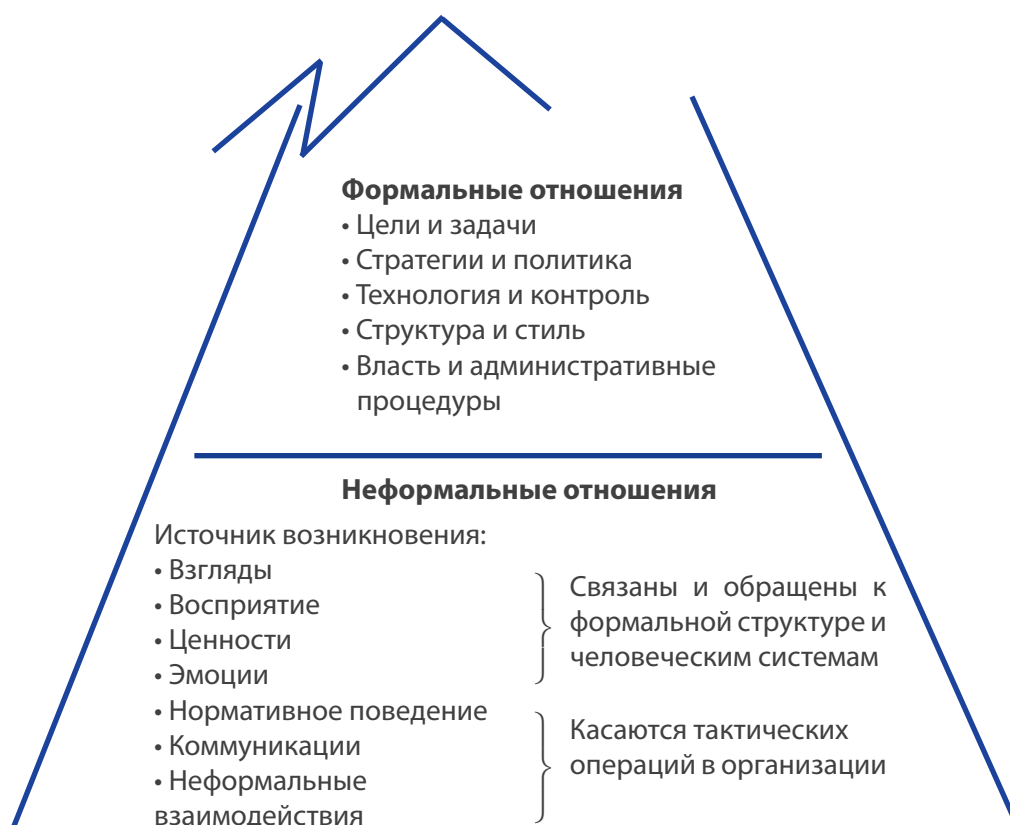 Формальные отношения
• Цели и задачи
• Стратегии и политика
• Технология и контроль
• Структура и стиль
• Власть и административные
процедуры
Неформальные отношения
Источник возникновения:
• Взгляды
• Восприятие
• Ценности
• Эмоции
• Нормативное поведение
• Коммуникации
• Неформальные
взаимодействия
Связаны и обращены к
формальной структуре и
человеческим системам
Касаются тактических
операций в организации